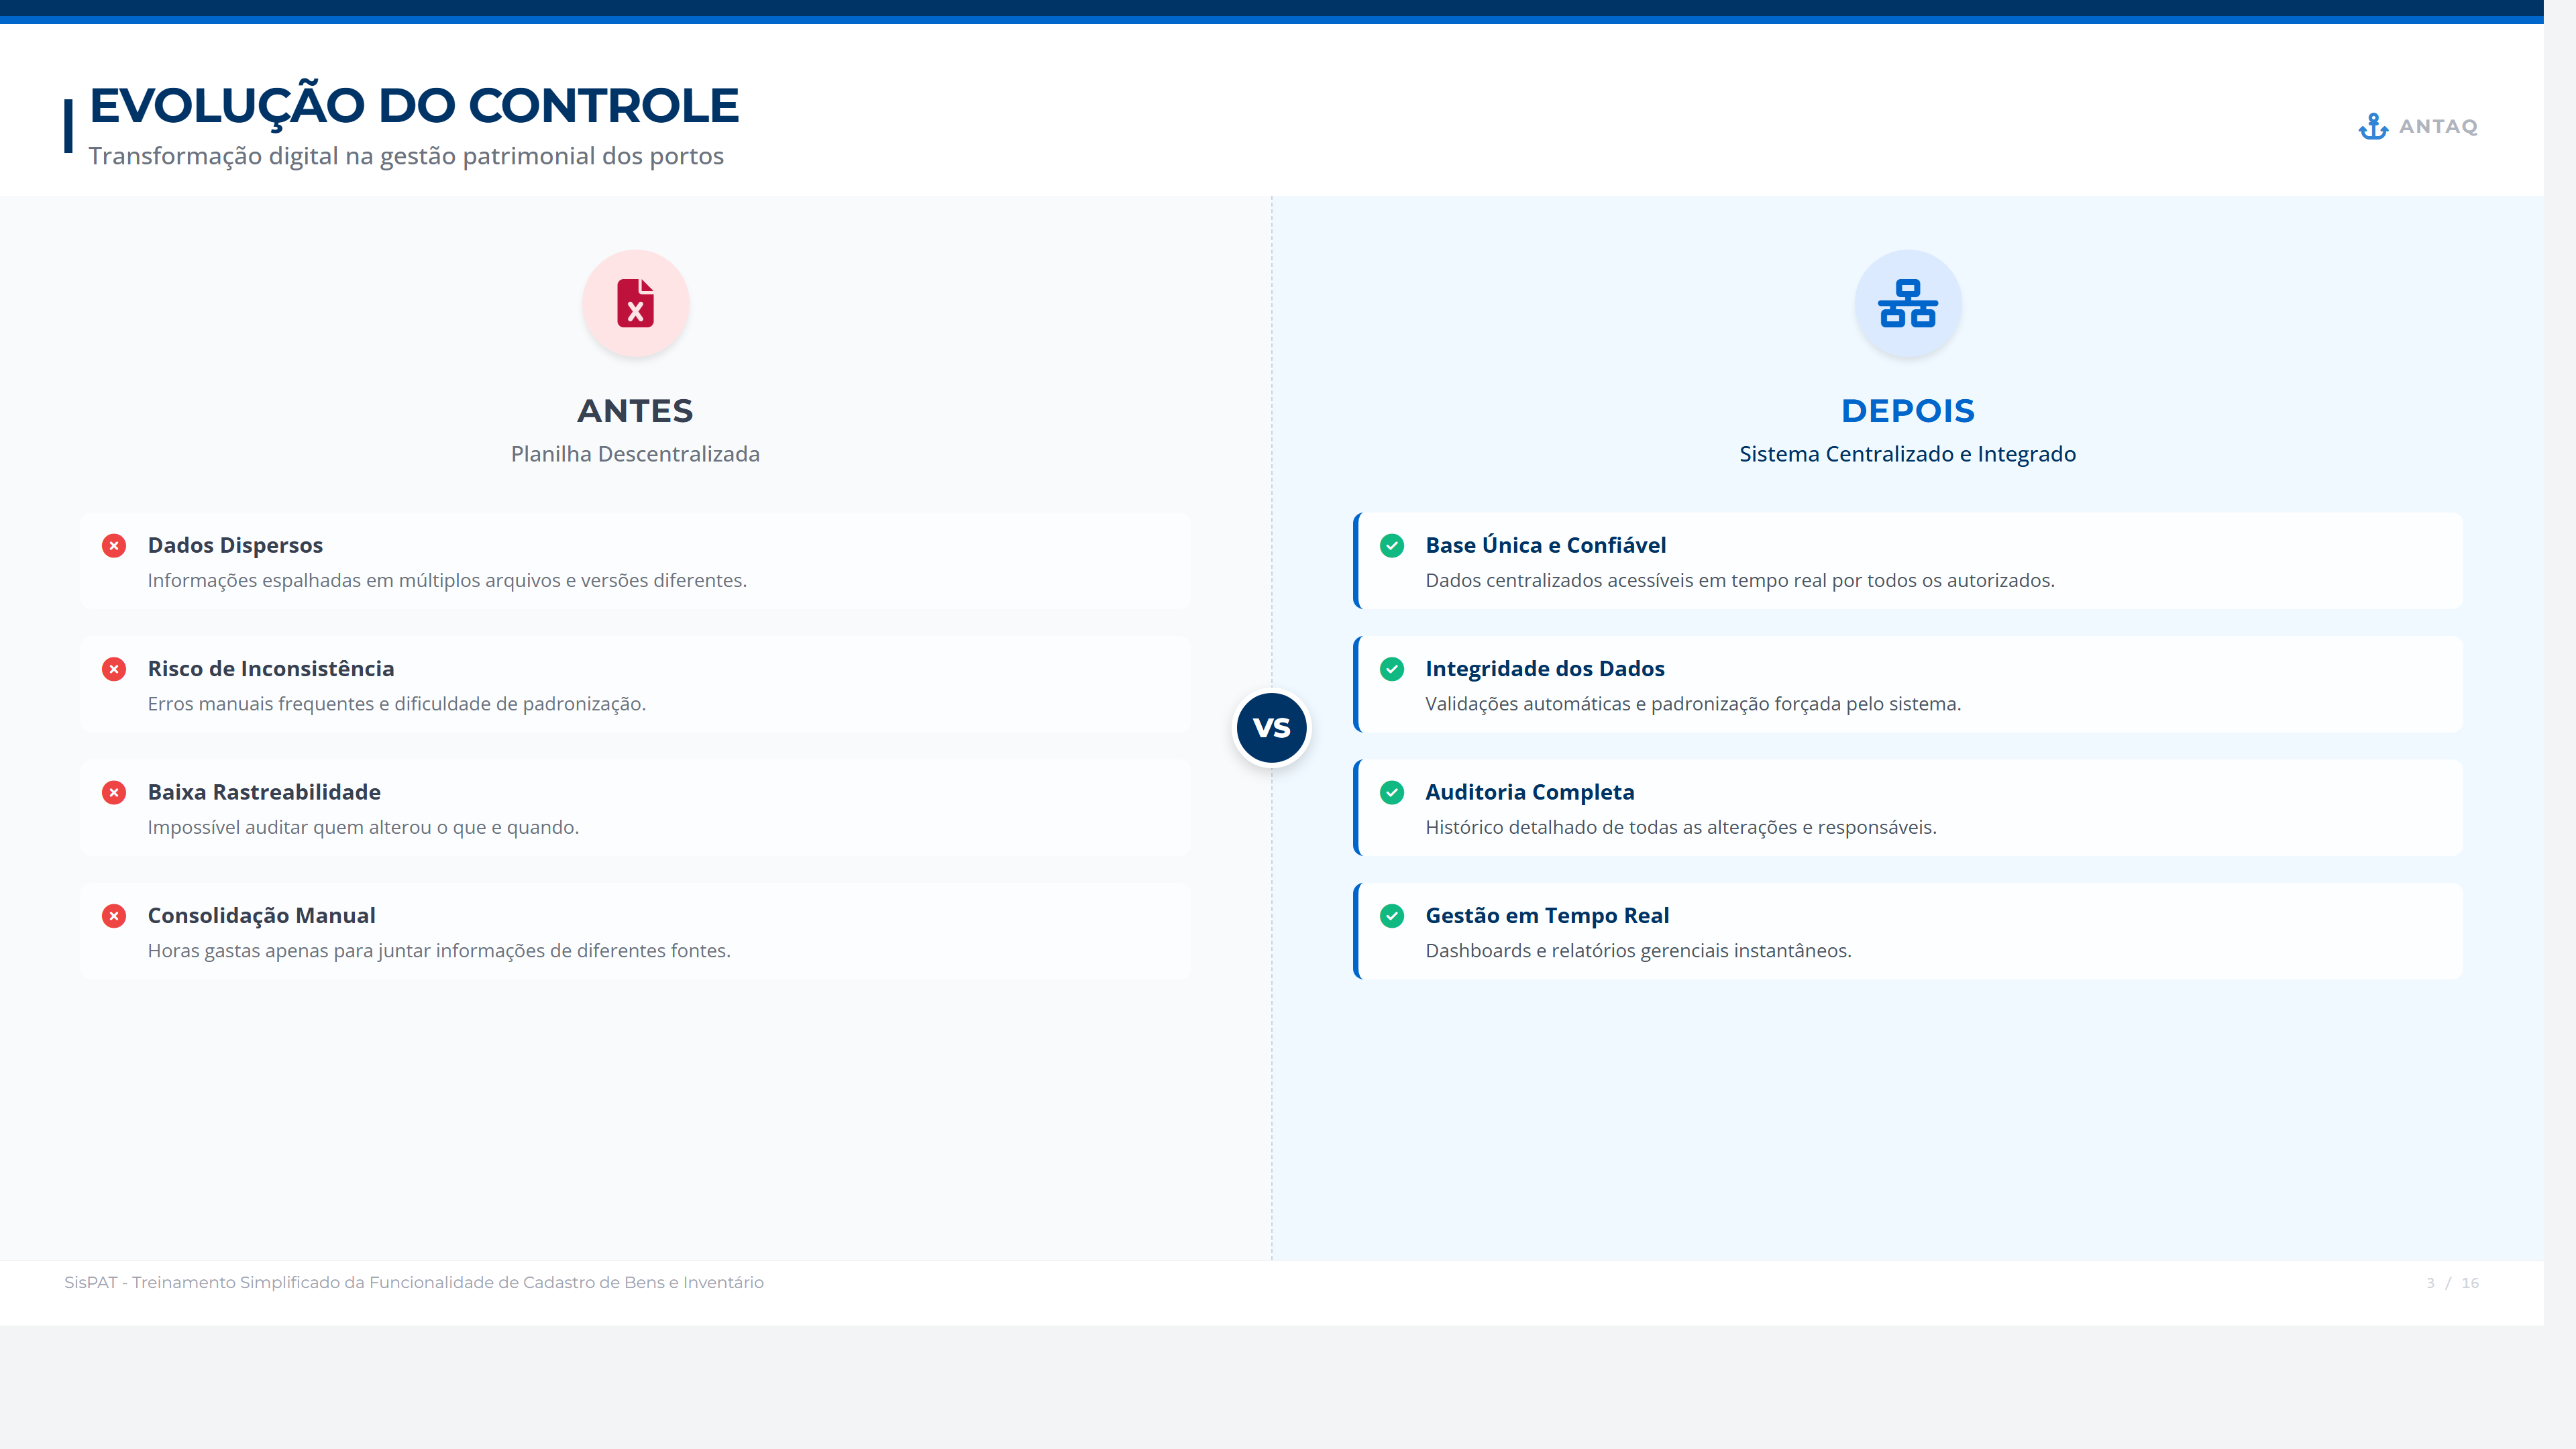 EVOLUÇÃO DO CONTROLE
Transformação digital na gestão patrimonial dos portos
ANTAQ
ANTES
Planilha Descentralizada
Dados Dispersos
Informações espalhadas em múltiplos arquivos e versões diferentes.
Risco de Inconsistência
Erros manuais frequentes e dificuldade de padronização.
Baixa Rastreabilidade
Impossível auditar quem alterou o que e quando.
Consolidação Manual
Horas gastas apenas para juntar informações de diferentes fontes.
VS
DEPOIS
Sistema Centralizado e Integrado
Base Única e Confiável
Dados centralizados acessíveis em tempo real por todos os autorizados.
Integridade dos Dados
Validações automáticas e padronização forçada pelo sistema.
Auditoria Completa
Histórico detalhado de todas as alterações e responsáveis.
Gestão em Tempo Real
Dashboards e relatórios gerenciais instantâneos.
SisPAT - Treinamento Simplificado da Funcionalidade de Cadastro de Bens e Inventário
3 / 16